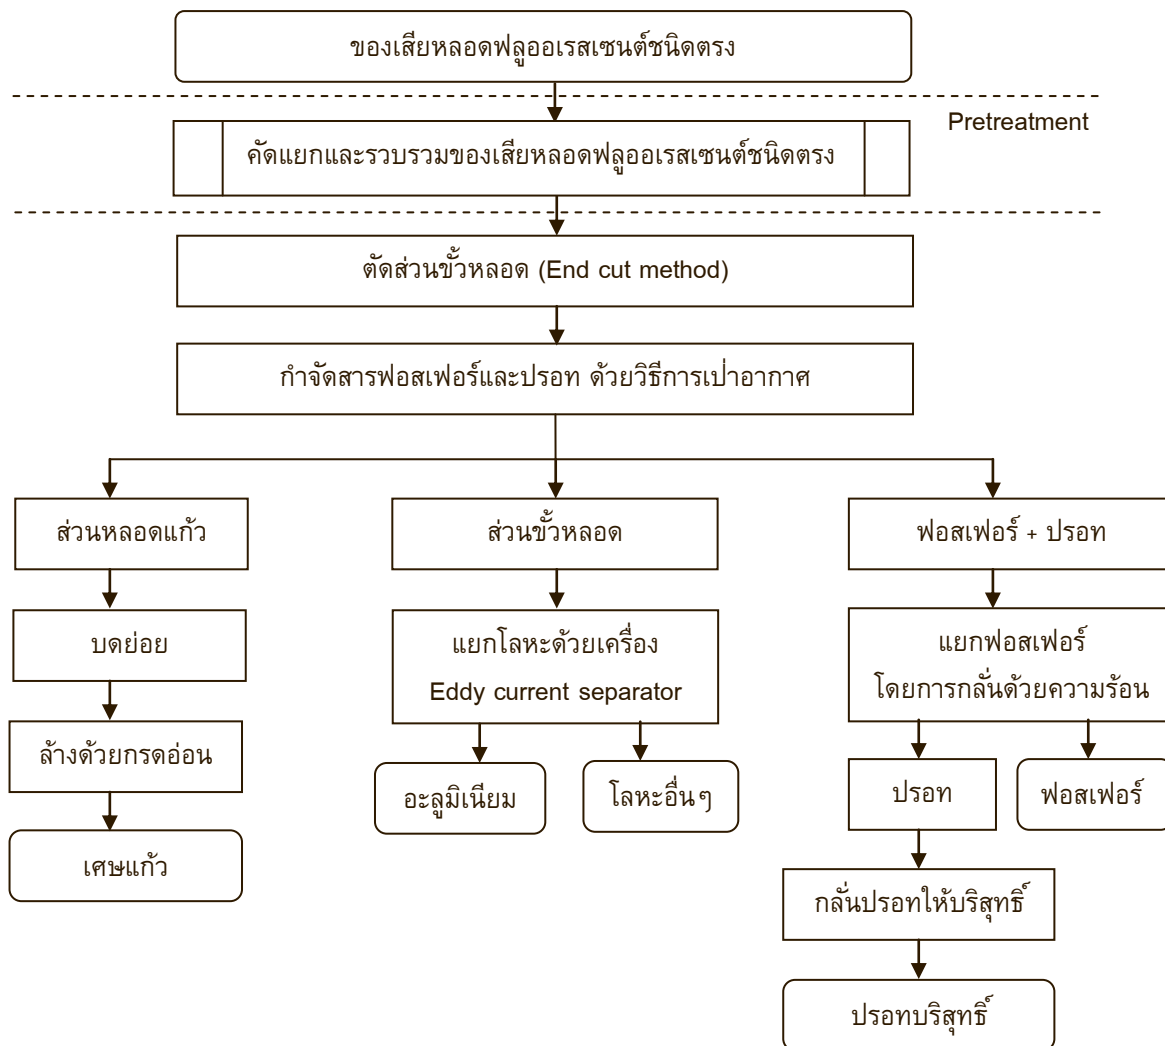 ของเสียหลอดฟลูออเรสเซนต์ชนิดตรง
Pretreatment
คัดแยกและรวบรวมของเสียหลอดฟลูออเรสเซนต์ชนิดตรง
ตัดส่วนขั้วหลอด (End cut method)
กำจัดสารฟอสเฟอร์และปรอท ด้วยวิธีการเป่าอากาศ
ส่วนหลอดแก้ว
บดย่อย
ล้างด้วยกรดอ่อน
เศษแก้ว
ส่วนขั้วหลอด
แยกโลหะด้วยเครื่อง
Eddy current separator
อะลูมิเนียม
โลหะอื่นๆ
ฟอสเฟอร์ + ปรอท
แยกฟอสเฟอร์
โดยการกลั่นด้วยความร้อน
ปรอท
ฟอสเฟอร์
กลั่นปรอทให้บริสุทธิ์
ปรอทบริสุทธิ์